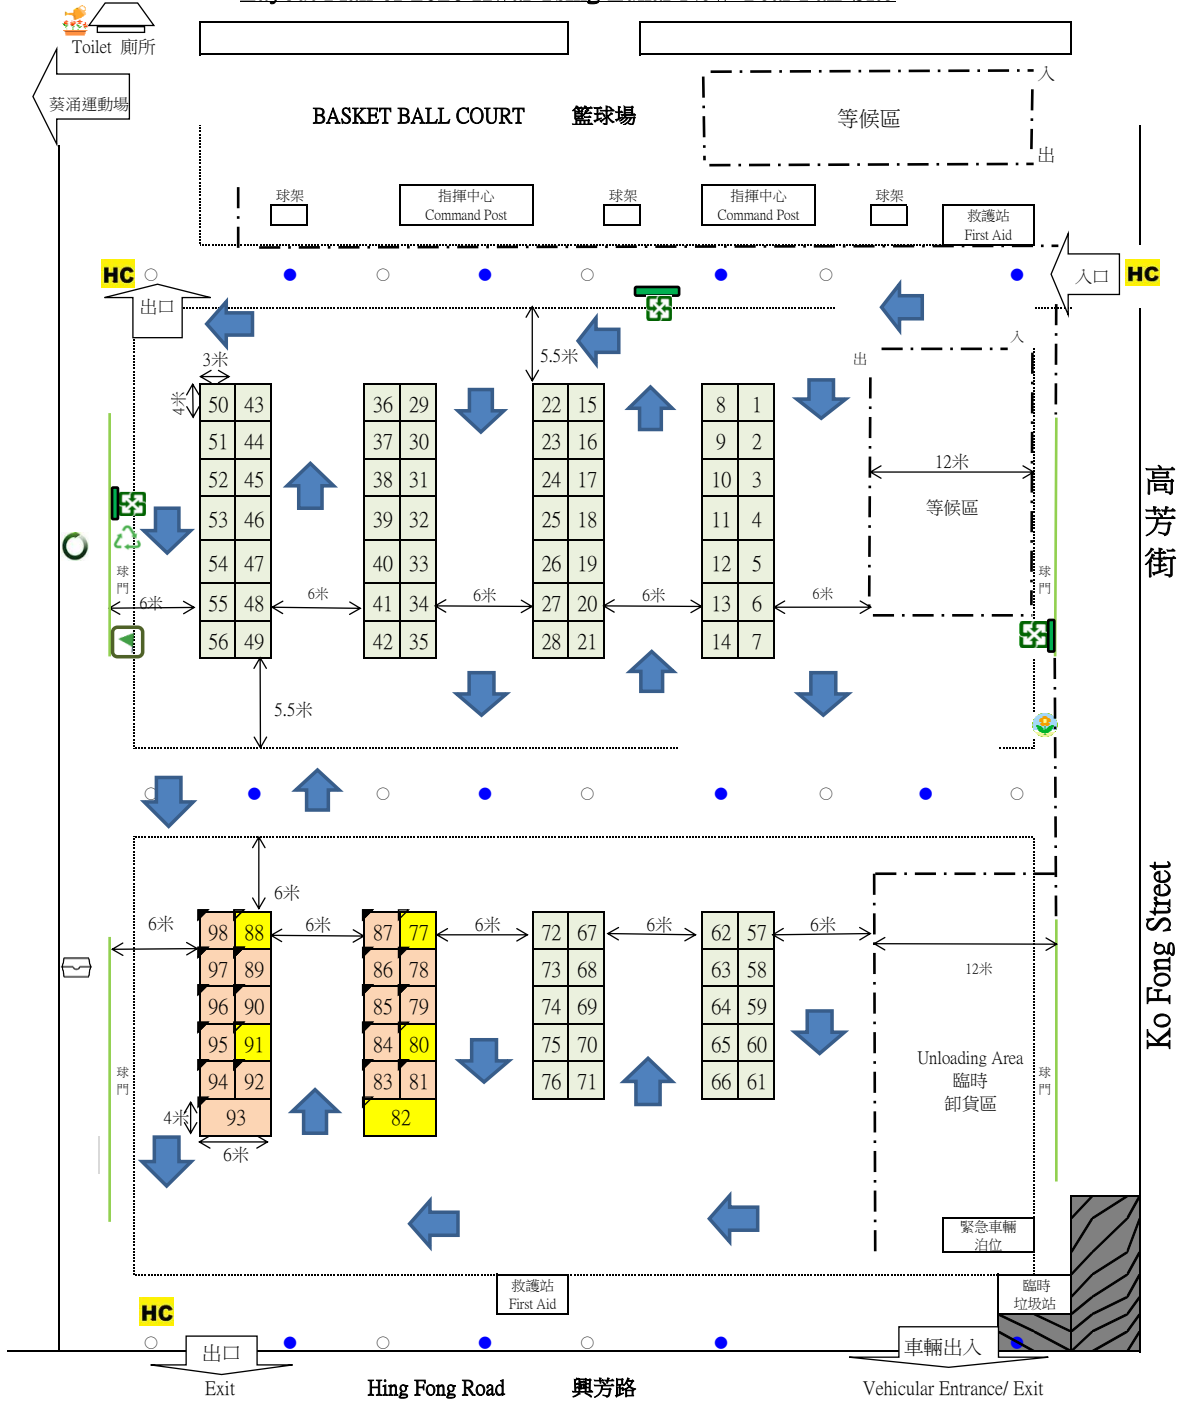 Toilet 廁所
葵涌運動場
BASKET BALL COURT 籃球場
等候區
入
出
球架
指揮中心
Command Post
球架
指揮中心
Command Post
球架
救護站
First Aid
HC
出口
入口
HC
3米
4米
5.5米
出
入
50 43 36 29 22 15 8 1
51 44 37 30 23 16 9 2
52 45 38 31 24 17 10 3
53 46 39 32 25 18 11 4
54 47 40 33 26 19 12 5
55 48 41 34 27 20 13 6
56 49 42 35 28 21 14 7
12米
等候區
球門
6米
6米
6米
6米
6米
球門
5.5米
高芳街
Ko Fong Street
6米
6米
6米
6米
6米
6米
12米
98 88 87 77 72 67 62 57
97 89 86 78 73 68 63 58
96 90 85 79 74 69 64 59
95 91 84 80 75 70 65 60
94 92 83 81 76 71 66 61
93 82
4米
6米
球門
Unloading Area
臨時
卸貨區
球門
緊急車輛
泊位
救護站
First Aid
臨時
垃圾站
HC
出口
Exit
Hing Fong Road 興芳路
車輛出入
Vehicular Entrance/ Exit